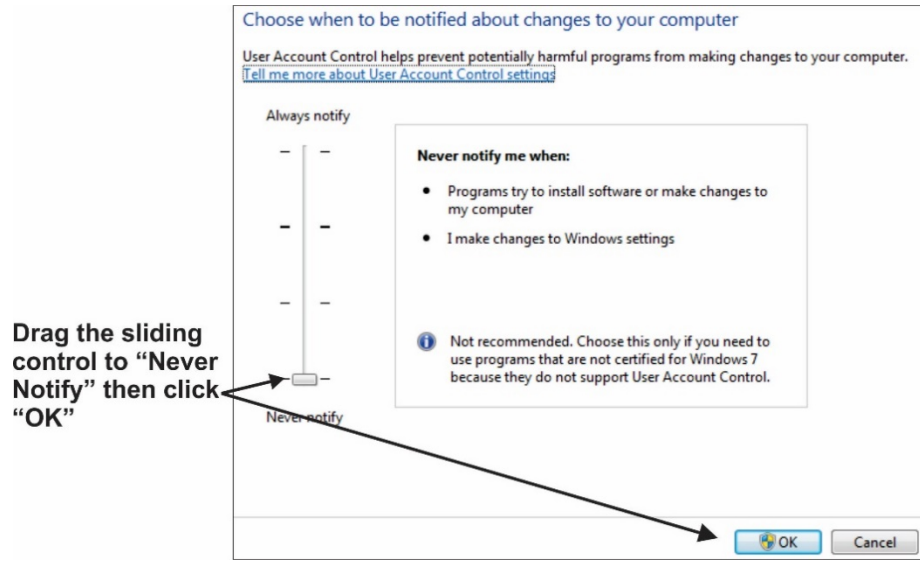 Choose when to be notified about changes to your computer
User Account Control helps prevent potentially harmful programs from making changes to your computer.
Tell me more about User Account Control settings
Always notify
Never notify me when:
• Programs try to install software or make changes to
my computer
• I make changes to Windows settings
Drag the sliding
control to “Never
Notify” then click
“OK”
Not recommended. Choose this only if you need to
use programs that are not certified for Windows 7
because they do not support User Account Control.
Never notify
OK
Cancel